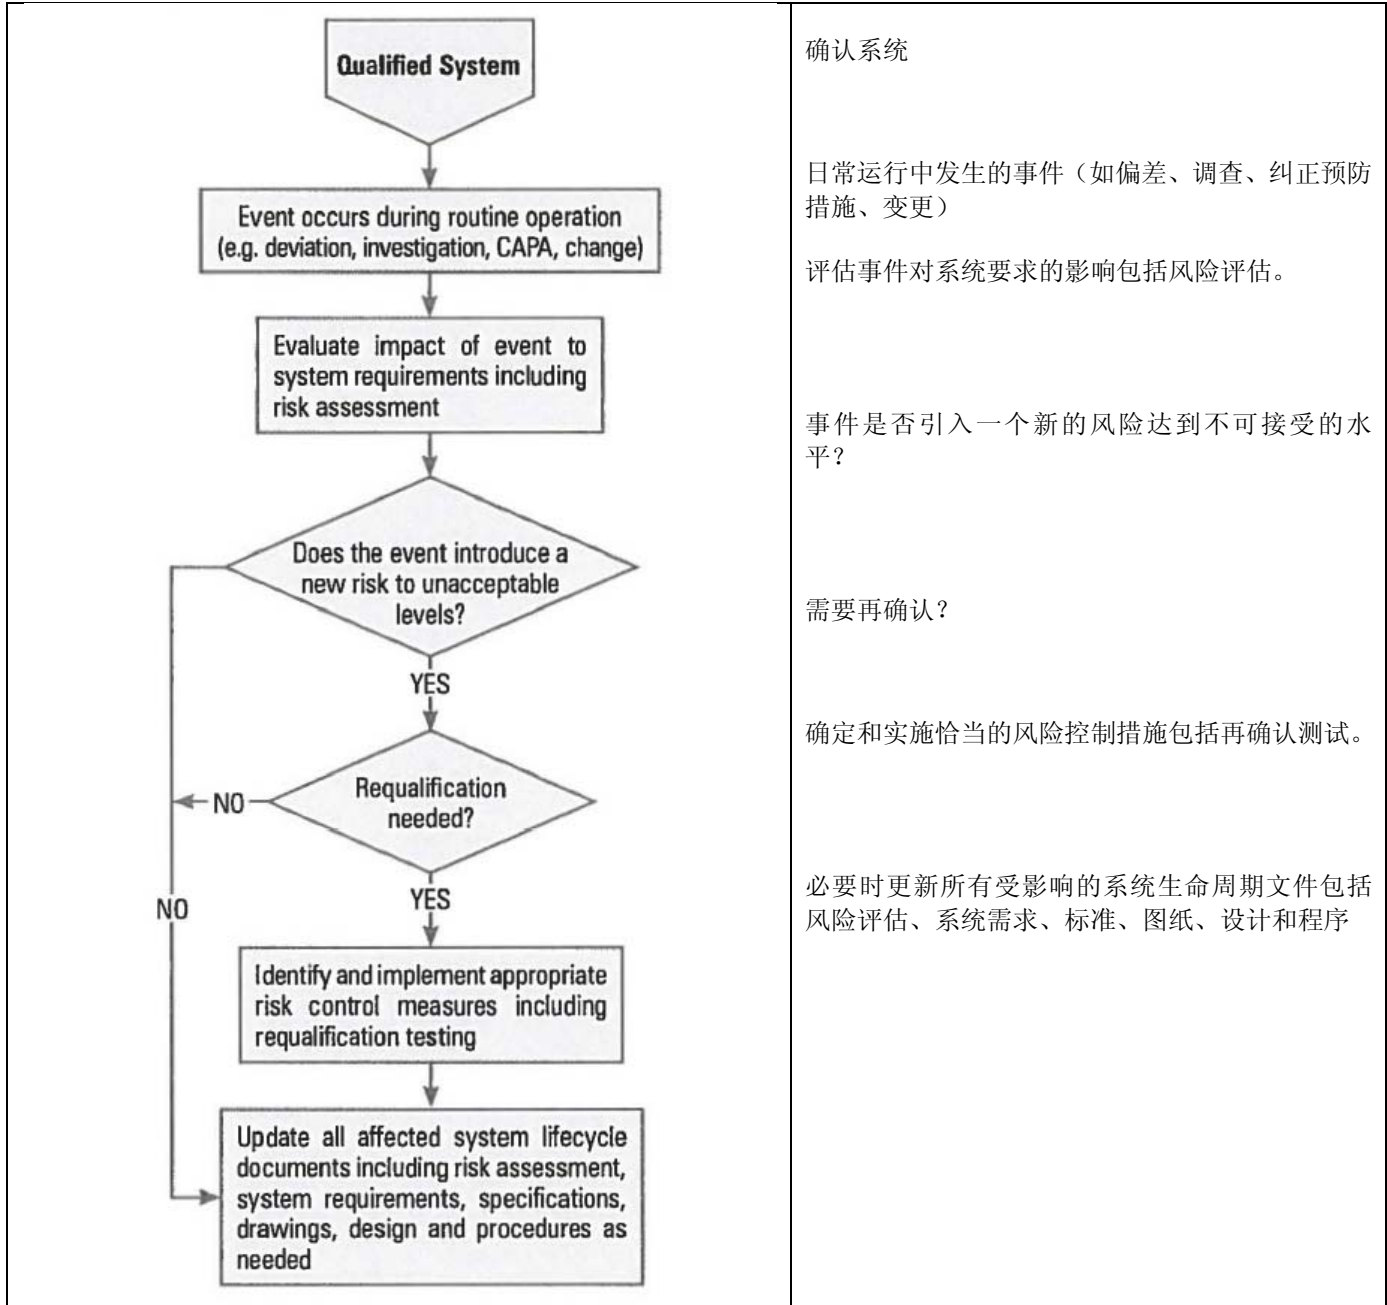 Qualified System
Event occurs during routine operation
(e.g. deviation, investigation, CAPA, change)
Evaluate impact of event to
system requirements including
risk assessment
Does the event introduce a
new risk to unacceptable
levels?
YES
Requalification
needed?
NO
YES
NO
Identify and implement appropriate
risk control measures including
requalification testing
Update all affected system lifecycle
documents including risk assessment,
system requirements, specifications,
drawings, design and procedures as
needed
确认系统
日常运行中发生的事件（如偏差、调查、纠正预防
措施、变更）
评估事件对系统要求的影响包括风险评估。
事件是否引入一个新的风险达到不可接受的水
平？
需要再确认？
确定和实施恰当的风险控制措施包括再确认测试。
必要时更新所有受影响的系统生命周期文件包括
风险评估、系统需求、标准、图纸、设计和程序